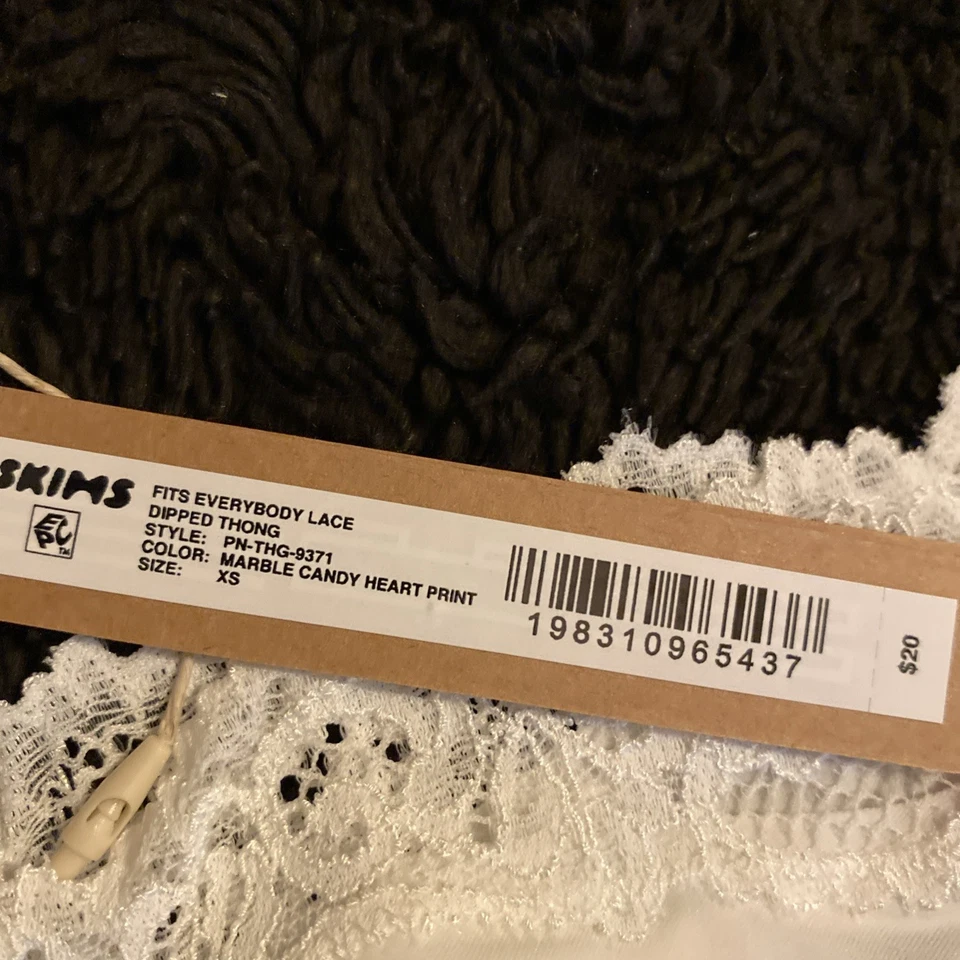 SKIMS
EPC™
FITS EVERYBODY LACE
DIPPED THONG
STYLE: PN-THG-9371
COLOR: MARBLE CANDY HEART PRINT
SIZE: XS
198310965437
$20